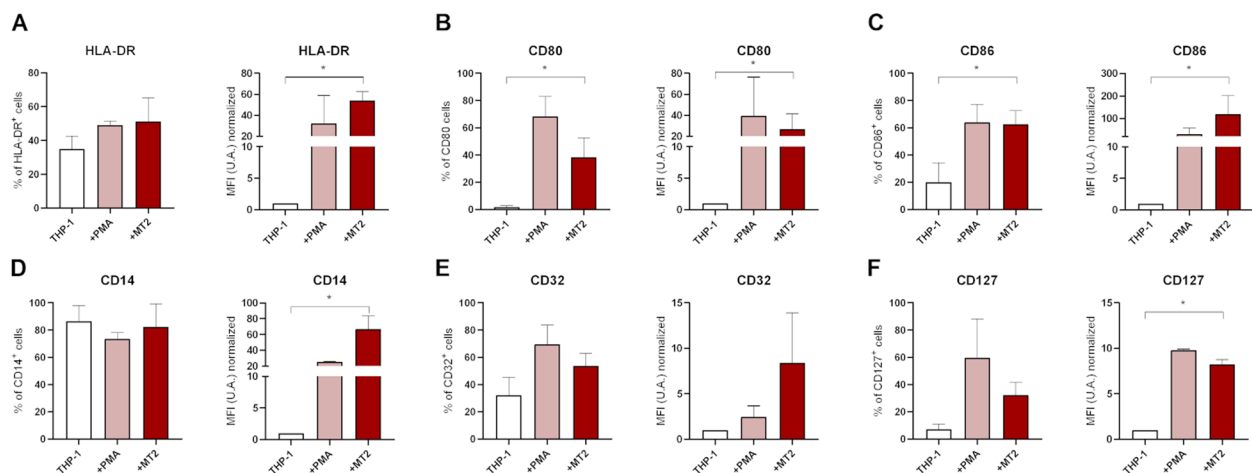 A
HLA-DR
% of HLA-DR⁺ cells
80
60
40
20
0
THP-1
+PMA
+MT2
HLA-DR
*
MFI (U.A.) normalized
80
60
40
20
10
5
0
THP-1
+PMA
+MT2
B
CD80
*
% of CD80 cells
100
80
60
40
20
0
THP-1
+PMA
+MT2
CD80
*
MFI (U.A.) normalized
80
60
40
20
10
5
0
THP-1
+PMA
+MT2
C
CD86
*
% of CD86⁺ cells
100
80
60
40
20
0
THP-1
+PMA
+MT2
CD86
*
MFI (U.A.) normalized
300
200
100
10
5
0
THP-1
+PMA
+MT2
D
CD14
% of CD14⁺ cells
100
80
60
40
20
0
THP-1
+PMA
+MT2
CD14
*
MFI (U.A.) normalized
100
80
60
40
20
10
5
0
THP-1
+PMA
+MT2
E
CD32
% of CD32⁺ cells
100
80
60
40
20
0
THP-1
+PMA
+MT2
CD32
MFI (U.A.) normalized
15
10
5
0
THP-1
+PMA
+MT2
F
CD127
% of CD127⁺ cells
100
80
60
40
20
0
THP-1
+PMA
+MT2
CD127
*
MFI (U.A.) normalized
15
10
5
0
THP-1
+PMA
+MT2